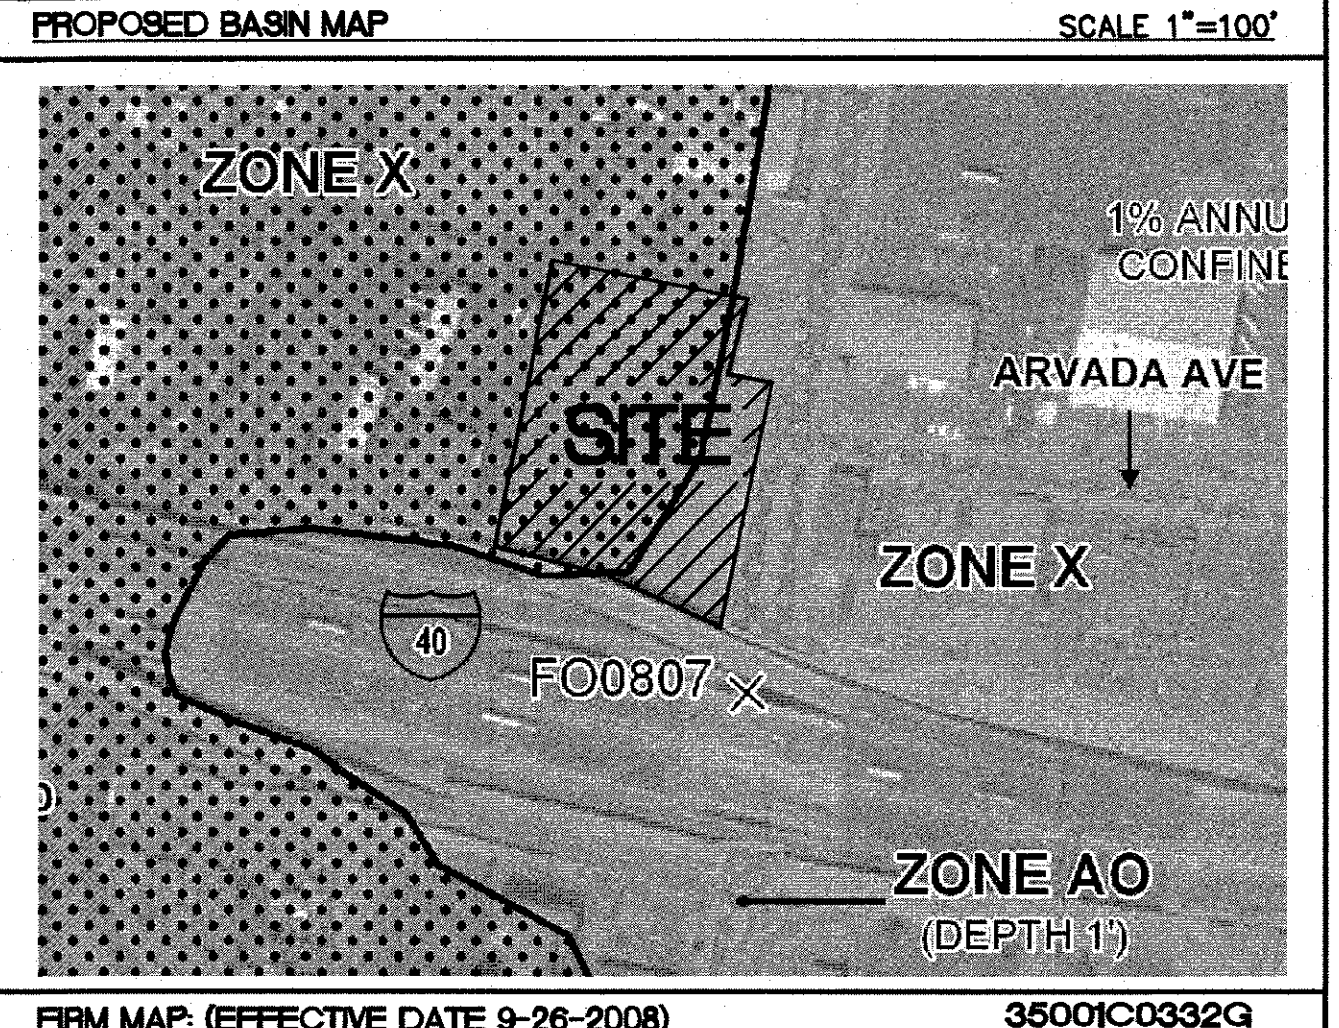 PROPOSED BASIN MAP
SCALE 1"=100'
ZONE X
1% ANNU
CONFINE
ARVADA AVE
SITE
ZONE X
40
FO0807
ZONE AO
(DEPTH 1')
FIRM MAP: (EFFECTIVE DATE 9-26-2008)
35001C0332G